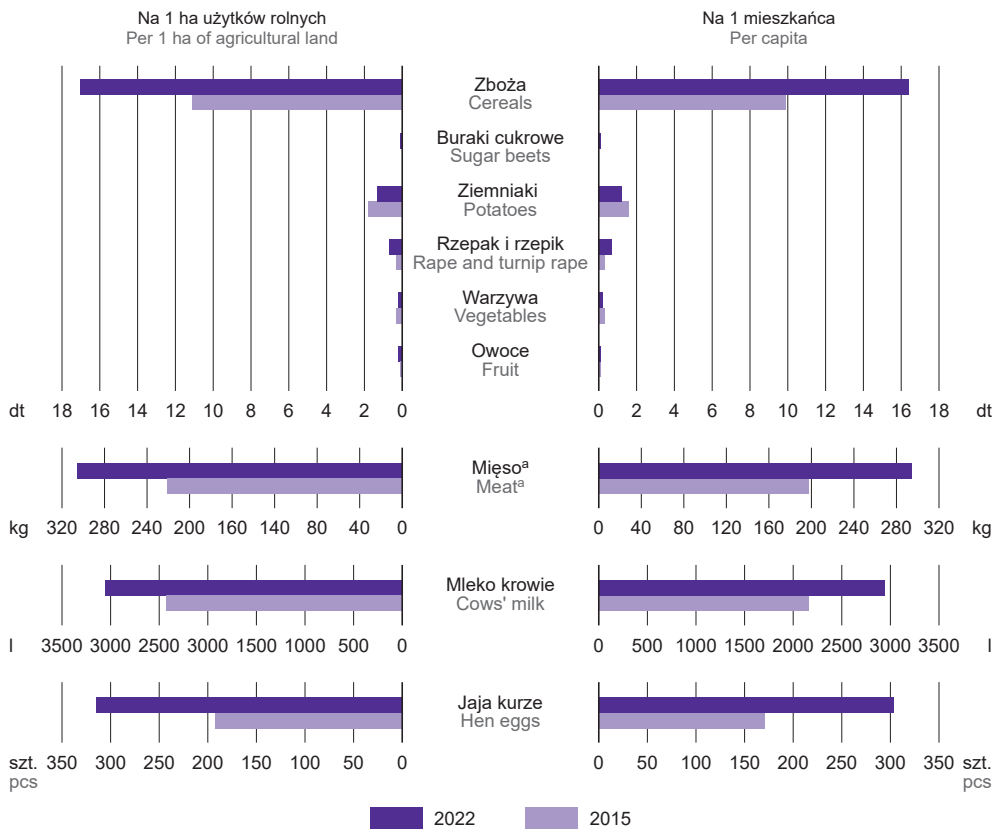 Na 1 ha użytków rolnych
Per 1 ha of agricultural land
Na 1 mieszkańca
Per capita
Zboża
Cereals
Buraki cukrowe
Sugar beets
Ziemniaki
Potatoes
Rzepak i rzepik
Rape and turnip rape
Warzywa
Vegetables
Owoce
Fruit
dt 18 16 14 12 10 8 6 4 2 0
0 2 4 6 8 10 12 14 16 18 dt
Mięsoᵃ
Meatᵃ
kg 320 280 240 200 160 120 80 40 0
0 40 80 120 160 200 240 280 320 kg
Mleko krowie
Cows' milk
l 3500 3000 2500 2000 1500 1000 500 0
0 500 1000 1500 2000 2500 3000 3500 l
Jaja kurze
Hen eggs
szt. 350 300 250 200 150 100 50 0
pcs
0 50 100 150 200 250 300 350 szt.
pcs
2022
2015